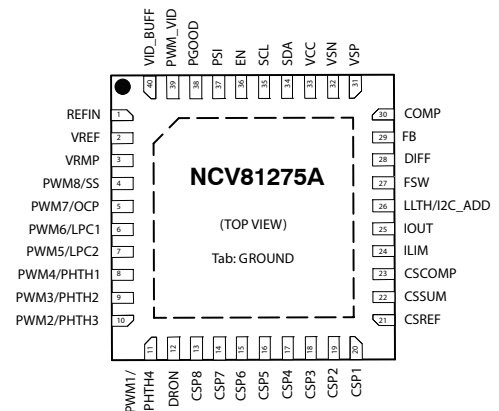 VID_BUFF
PWM_VID
PGOOD
PSI
EN
SCL
SDA
VCC
VSN
VSP
40
39
38
37
36
35
34
33
32
31
REFIN 1
VREF 2
VRMP 3
PWM8/SS 4
PWM7/OCP 5
PWM6/LPC1 6
PWM5/LPC2 7
PWM4/PHTH1 8
PWM3/PHTH2 9
PWM2/PHTH3 10
NCV81275A
(TOP VIEW)
Tab: GROUND
30 COMP
29 FB
28 DIFF
27 FSW
26 LLTH/I2C_ADD
25 IOUT
24 ILIM
23 CSCOMP
22 CSSUM
21 CSREF
11
12
13
14
15
16
17
18
19
20
PWM1/
PHTH4
DRON
CSP8
CSP7
CSP6
CSP5
CSP4
CSP3
CSP2
CSP1